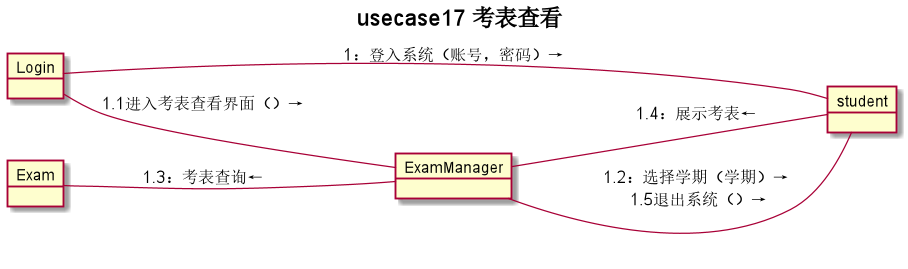 usecase17 考表查看
1：登入系统（账号，密码）→
Login
student
1.1进入考表查看界面（）→
1.4：展示考表←
ExamManager
Exam
1.3：考表查询←
1.2：选择学期（学期）→
1.5退出系统（）→